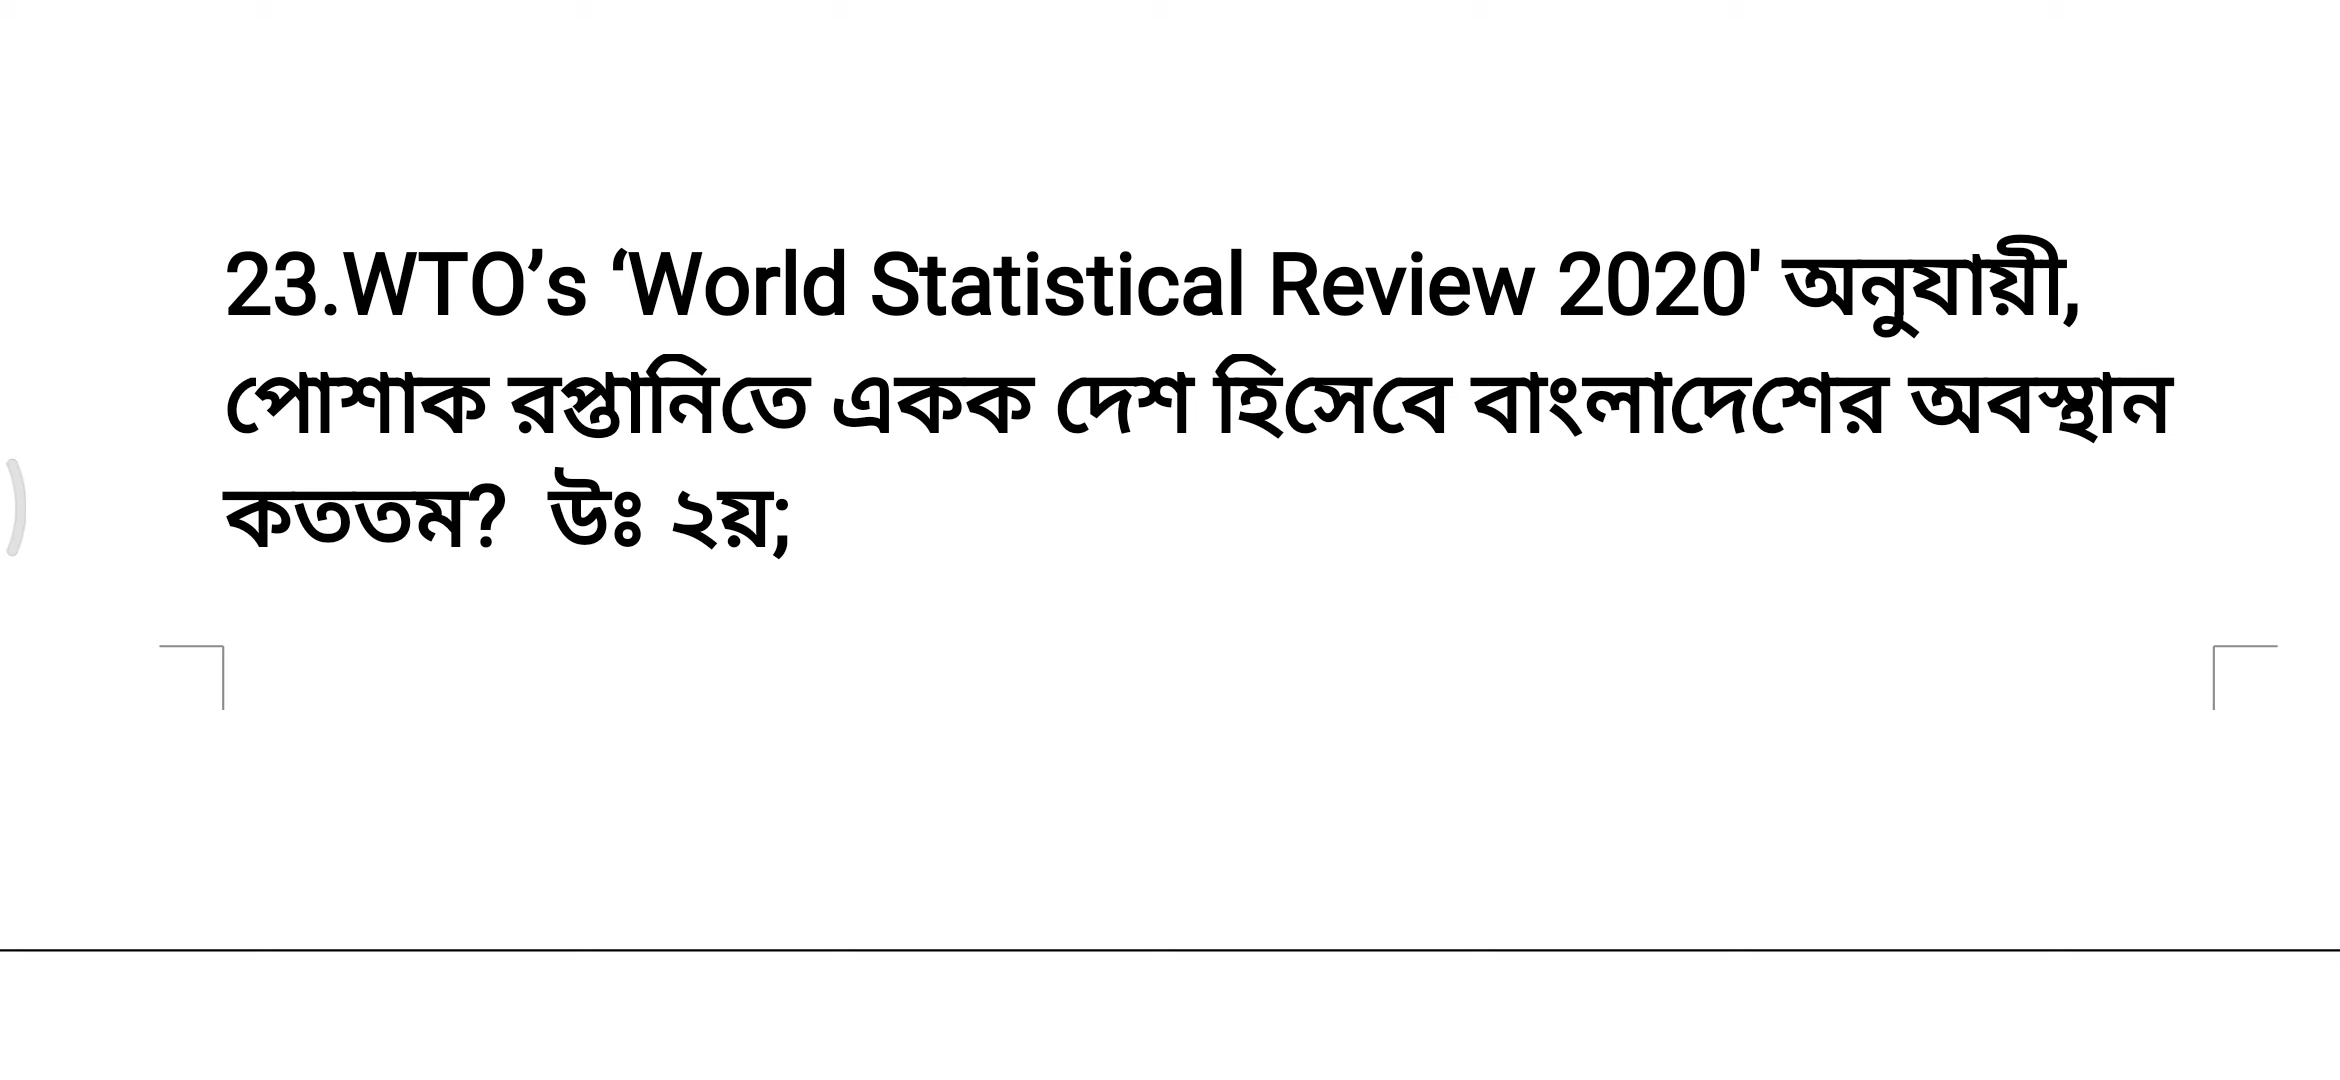 23.WTO’s ‘World Statistical Review 2020' অনুযায়ী,
পোশাক রপ্তানিতে একক দেশ হিসেবে বাংলাদেশের অবস্থান
কততম? উঃ ২য়;